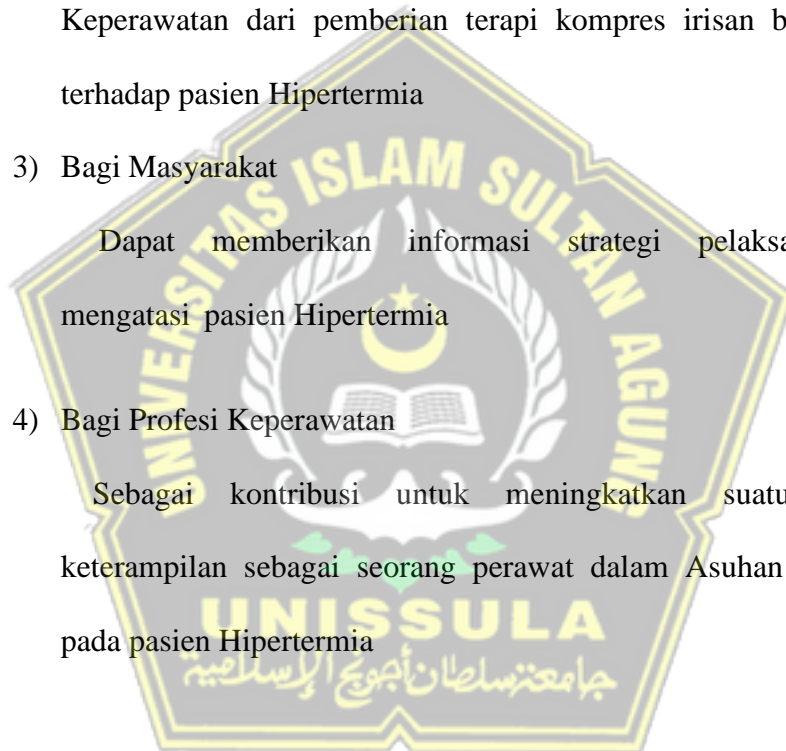 Keperawatan dari pemberian terapi kompres irisan b
terhadap pasien Hipertermia
3) Bagi Masyarakat
Dapat memberikan informasi strategi pelaksa
mengatasi pasien Hipertermia
4) Bagi Profesi Keperawatan
Sebagai kontribusi untuk meningkatkan suatu
keterampilan sebagai seorang perawat dalam Asuhan
pada pasien Hipertermia
UNIVERSITAS ISLAM SULTAN AGUNG
UNISSULA
جامعة سلطان أجونج الإسلامية